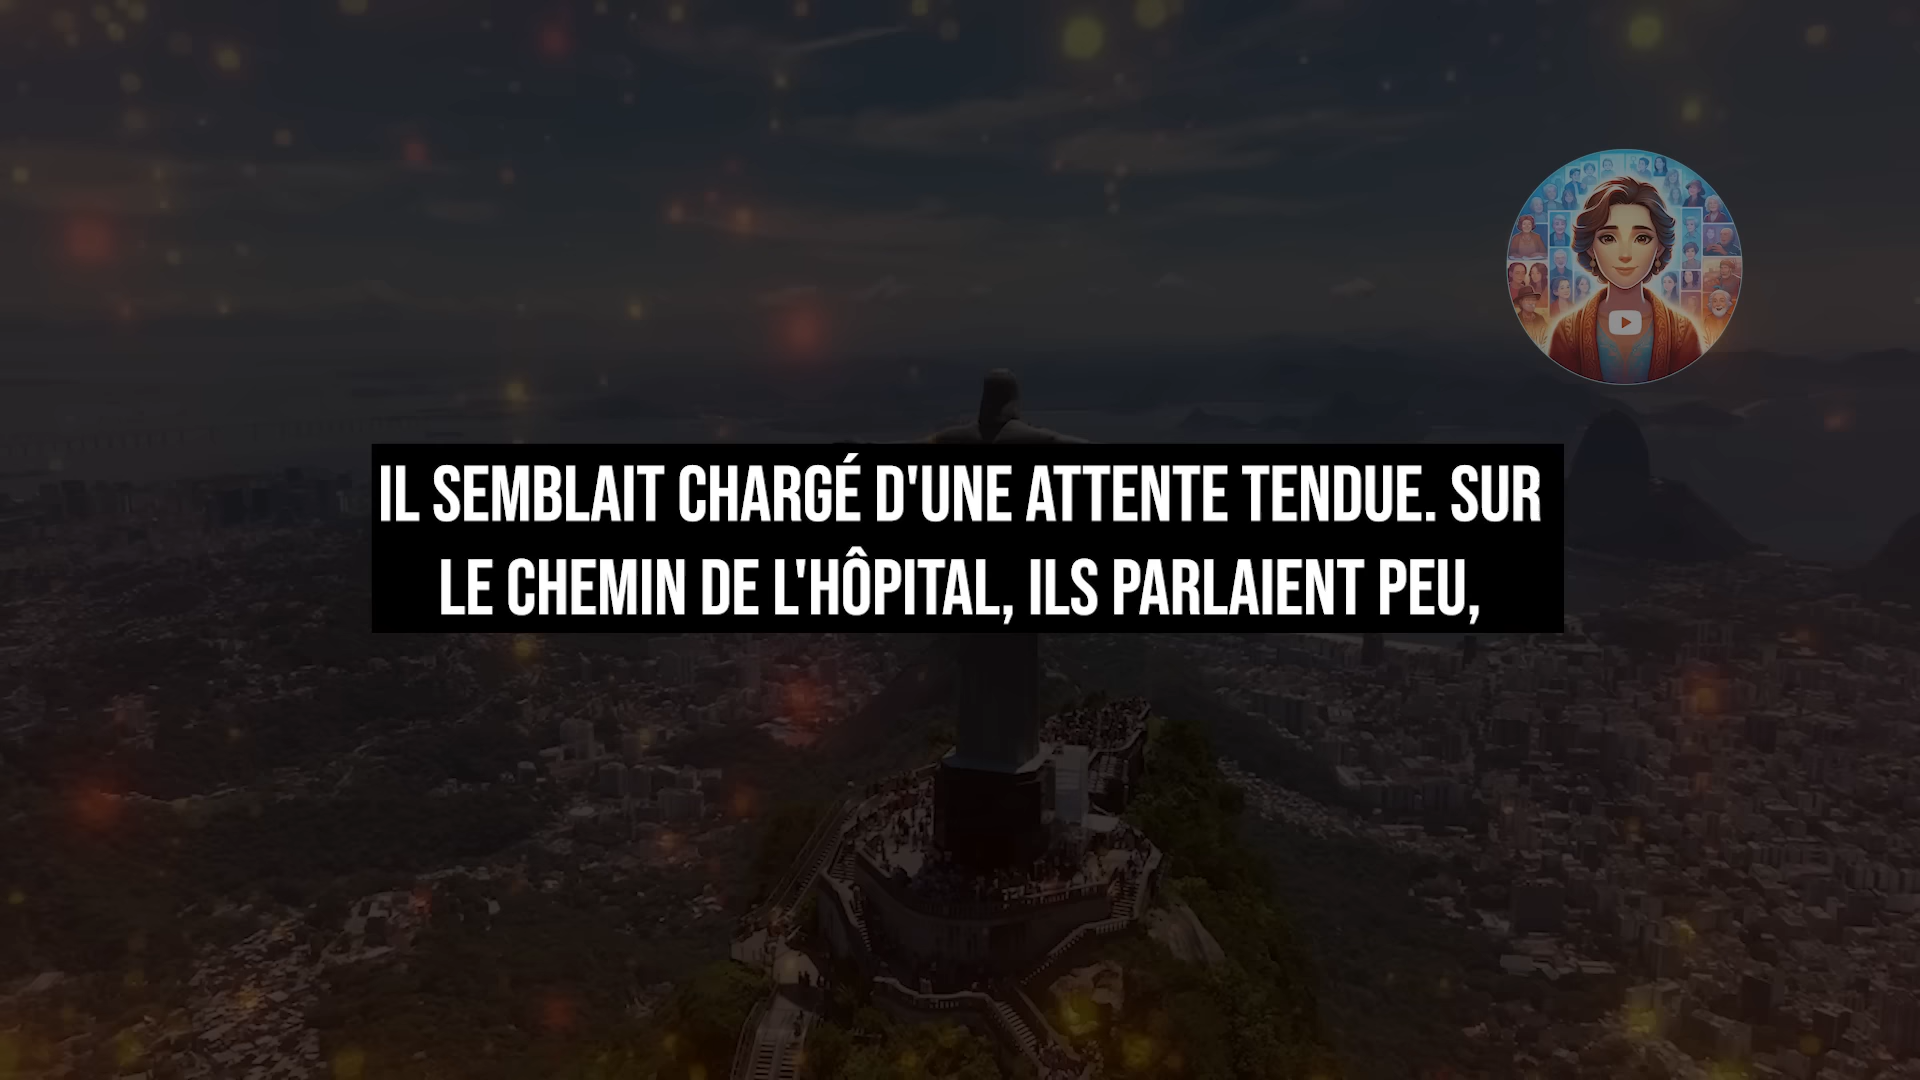 IL SEMBLAIT CHARGÉ D'UNE ATTENTE TENDUE. SUR
LE CHEMIN DE L'HÔPITAL, ILS PARLAIENT PEU,